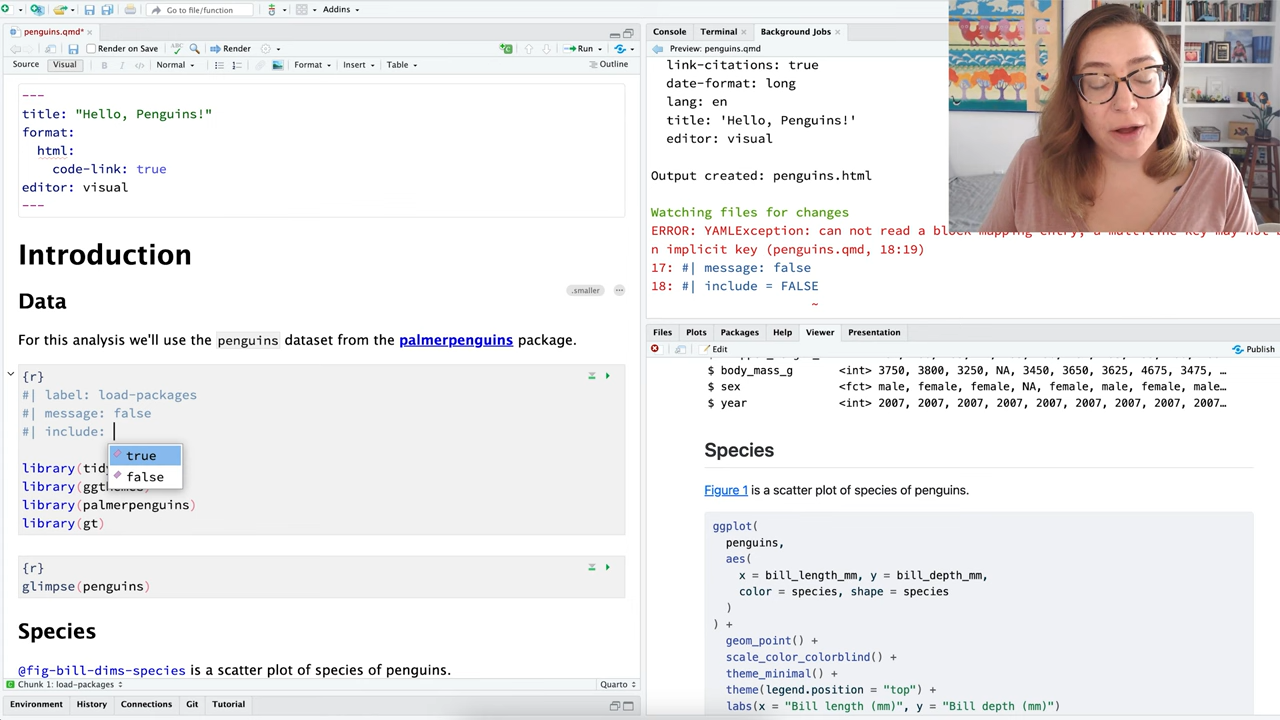 Go to file/function
Addins
penguins.qmd*
Render on Save
ABC
Render
Run
Source
Visual
B
I
</>
Normal
Format
Insert
Table
Outline
---
title: "Hello, Penguins!"
format:
html:
code-link: true
editor: visual
---
Introduction
Data
.smaller
For this analysis we'll use the penguins dataset from the palmerpenguins package.
{r}
#| label: load-packages
#| message: false
#| include:
true
false
library(tid
library(ggthemes)
library(palmerpenguins)
library(gt)
{r}
glimpse(penguins)
Species
@fig-bill-dims-species is a scatter plot of species of penguins.
Chunk 1: load-packages
Quarto
Environment
History
Connections
Git
Tutorial
Console
Terminal
Background Jobs
Preview: penguins.qmd
link-citations: true
date-format: long
lang: en
title: 'Hello, Penguins!'
editor: visual
Output created: penguins.html
Watching files for changes
ERROR: YAMLException: can not read a block mapping entry; a multiline key may not
n implicit key (penguins.qmd, 18:19)
17: #| message: false
18: #| include = FALSE
~
Files
Plots
Packages
Help
Viewer
Presentation
Edit
Publish
$ body_mass_g <int> 3750, 3800, 3250, NA, 3450, 3650, 3625, 4675, 3475, …
$ sex <fct> male, female, female, NA, female, male, female, male…
$ year <int> 2007, 2007, 2007, 2007, 2007, 2007, 2007, 2007, 2007…
Species
Figure 1 is a scatter plot of species of penguins.
ggplot(
penguins,
aes(
x = bill_length_mm, y = bill_depth_mm,
color = species, shape = species
)
) +
geom_point() +
scale_color_colorblind() +
theme_minimal() +
theme(legend.position = "top") +
labs(x = "Bill length (mm)", y = "Bill depth (mm)")